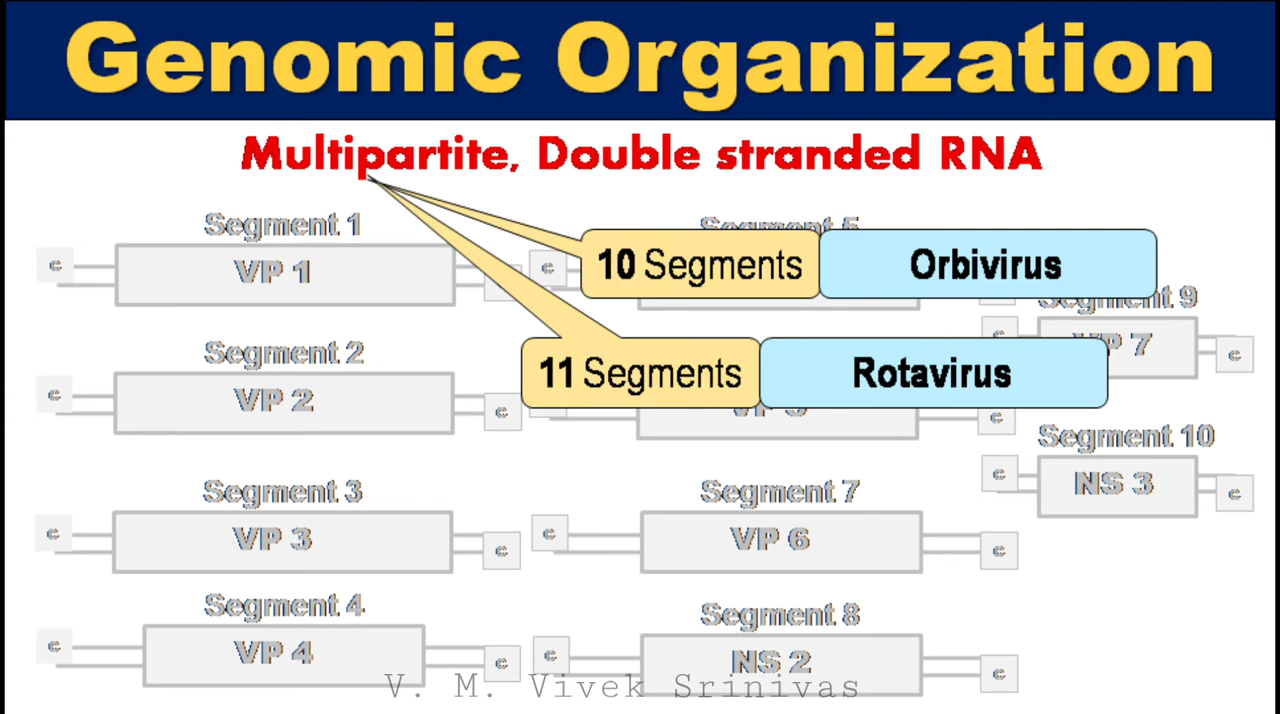 Genomic Organization
Multipartite, Double stranded RNA
Segment 1
c VP 1
10 Segments Orbivirus
c
Segment 9
c VP 7 c
Segment 2
c VP 2 c
11 Segments Rotavirus
c
Segment 10
c NS 3 c
Segment 3
c VP 3 c
Segment 7
c VP 6 c
Segment 4
c VP 4 c
Segment 8
c NS 2 c
V. M. Vivek Srinivas